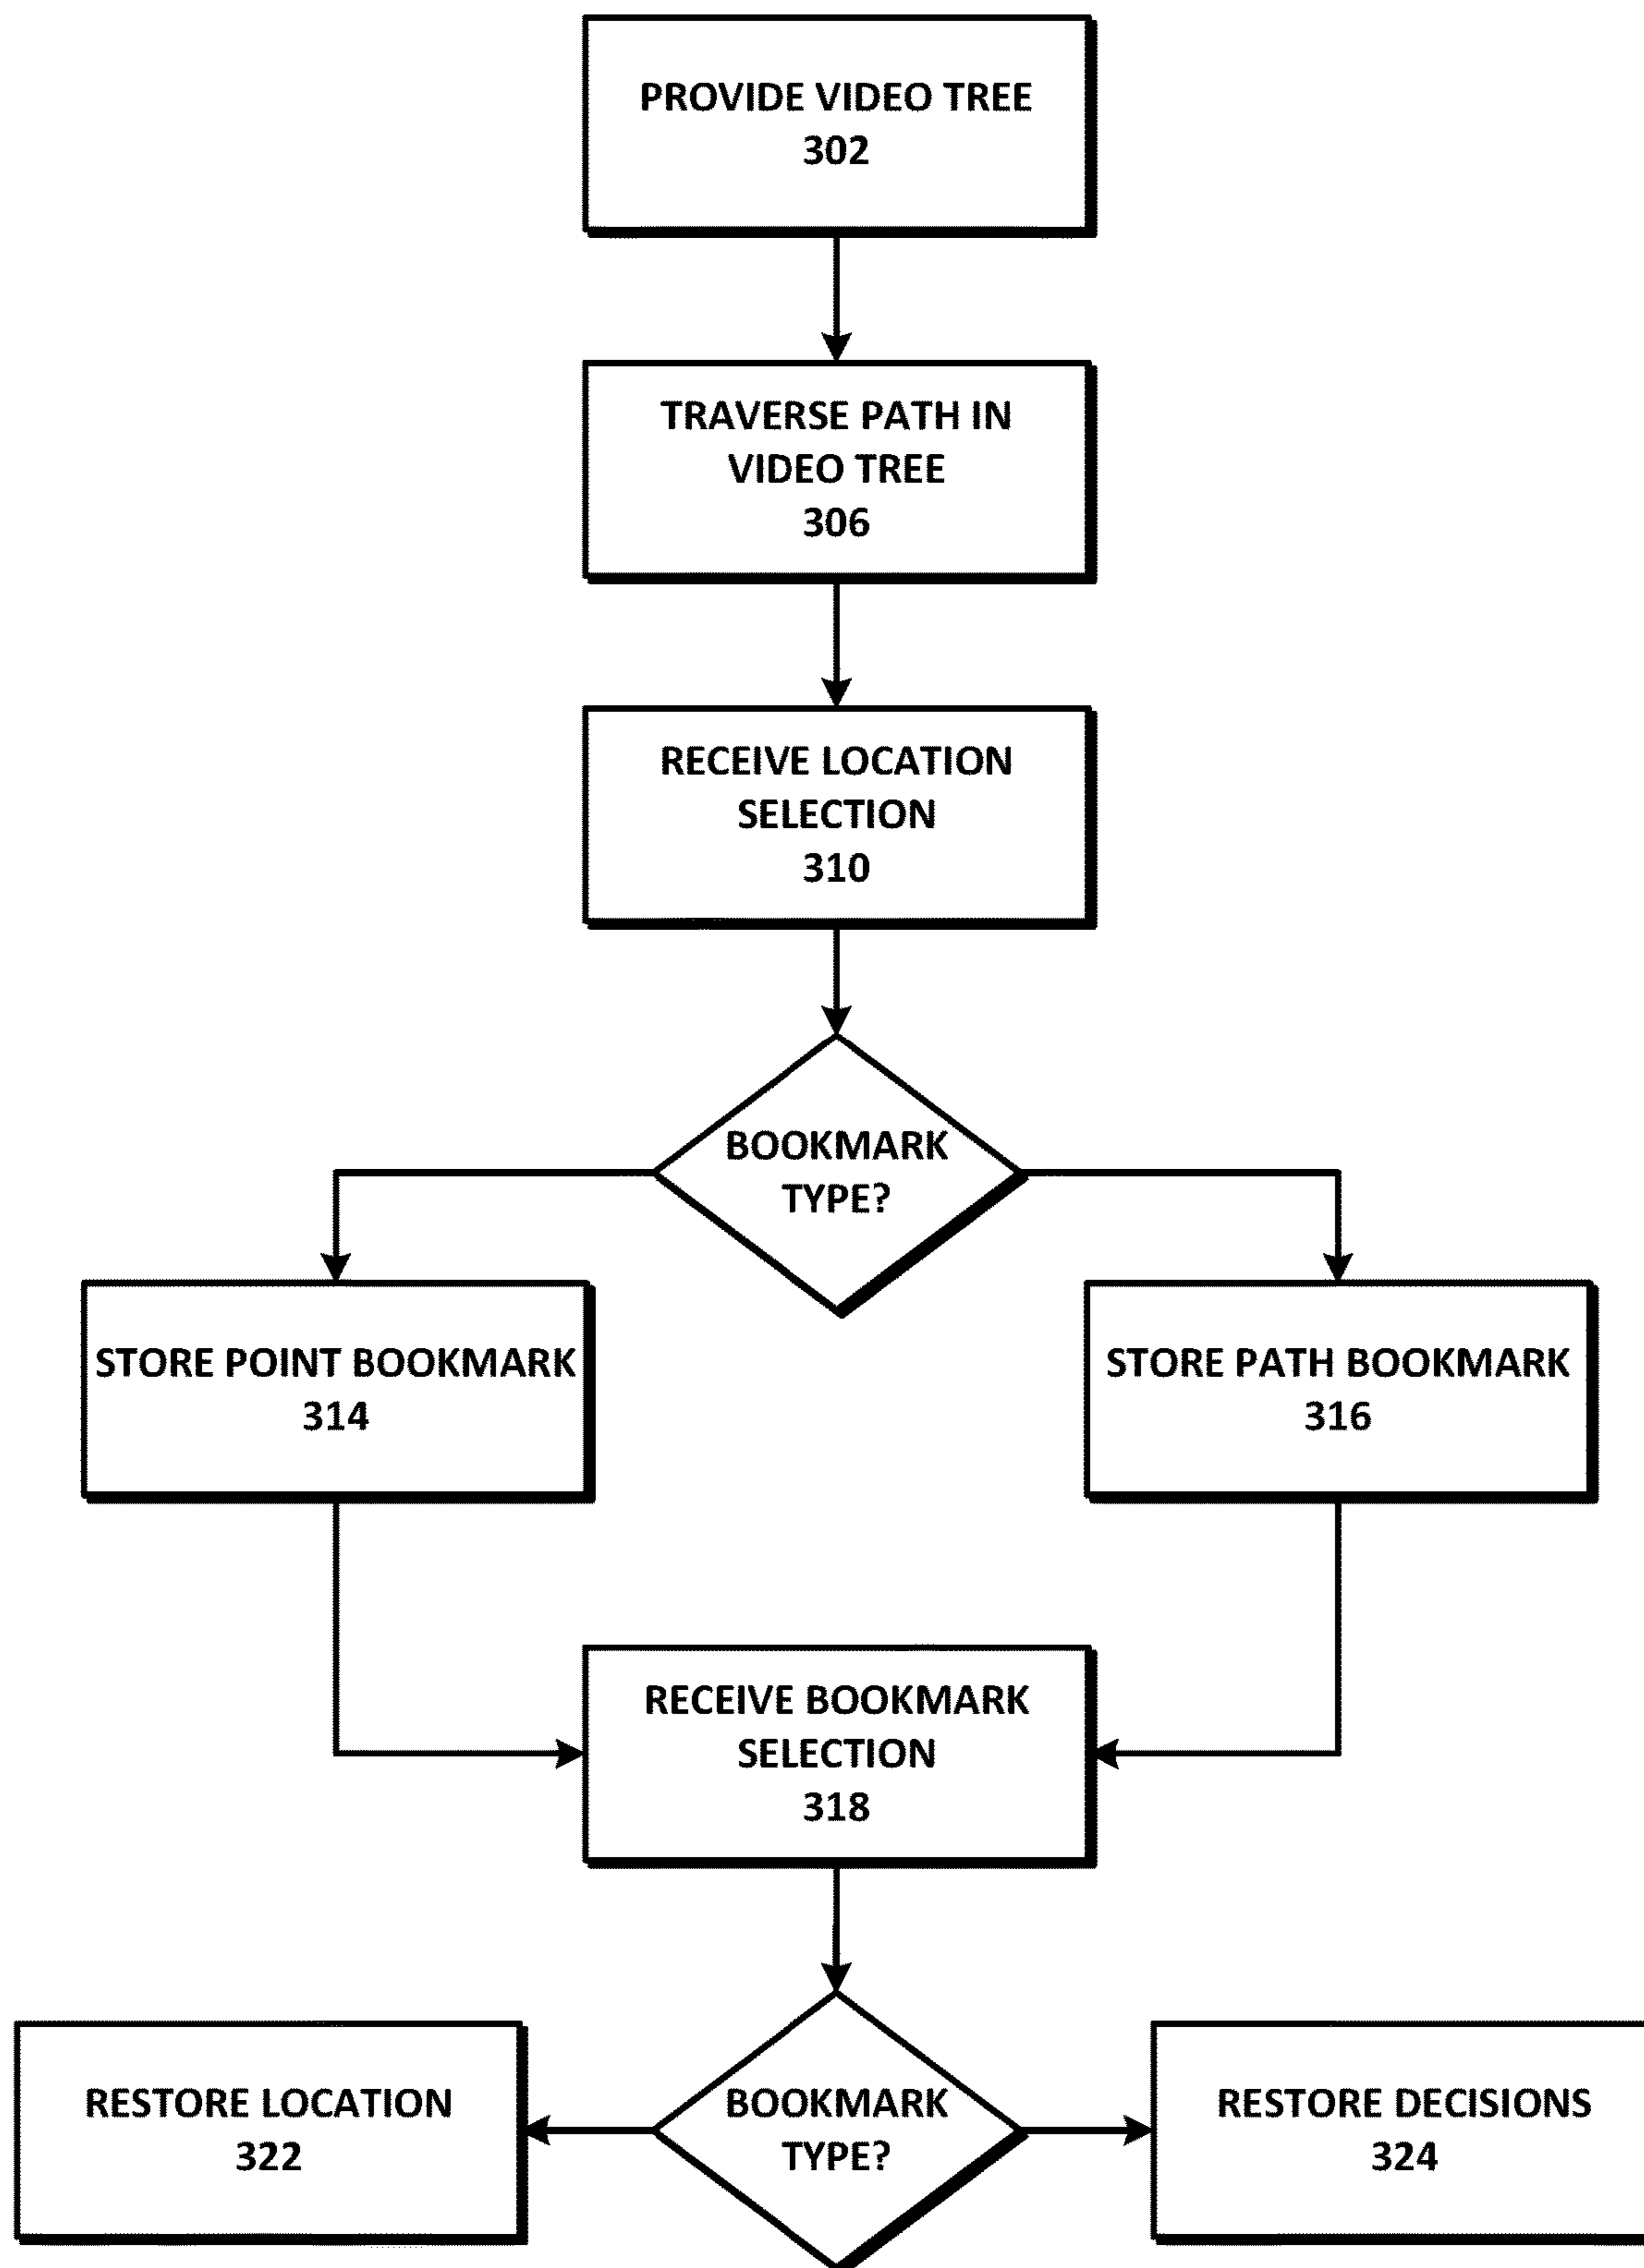 PROVIDE VIDEO TREE
302
TRAVERSE PATH IN
VIDEO TREE
306
RECEIVE LOCATION
SELECTION
310
BOOKMARK
TYPE?
STORE POINT BOOKMARK
314
STORE PATH BOOKMARK
316
RECEIVE BOOKMARK
SELECTION
318
RESTORE LOCATION
322
BOOKMARK
TYPE?
RESTORE DECISIONS
324